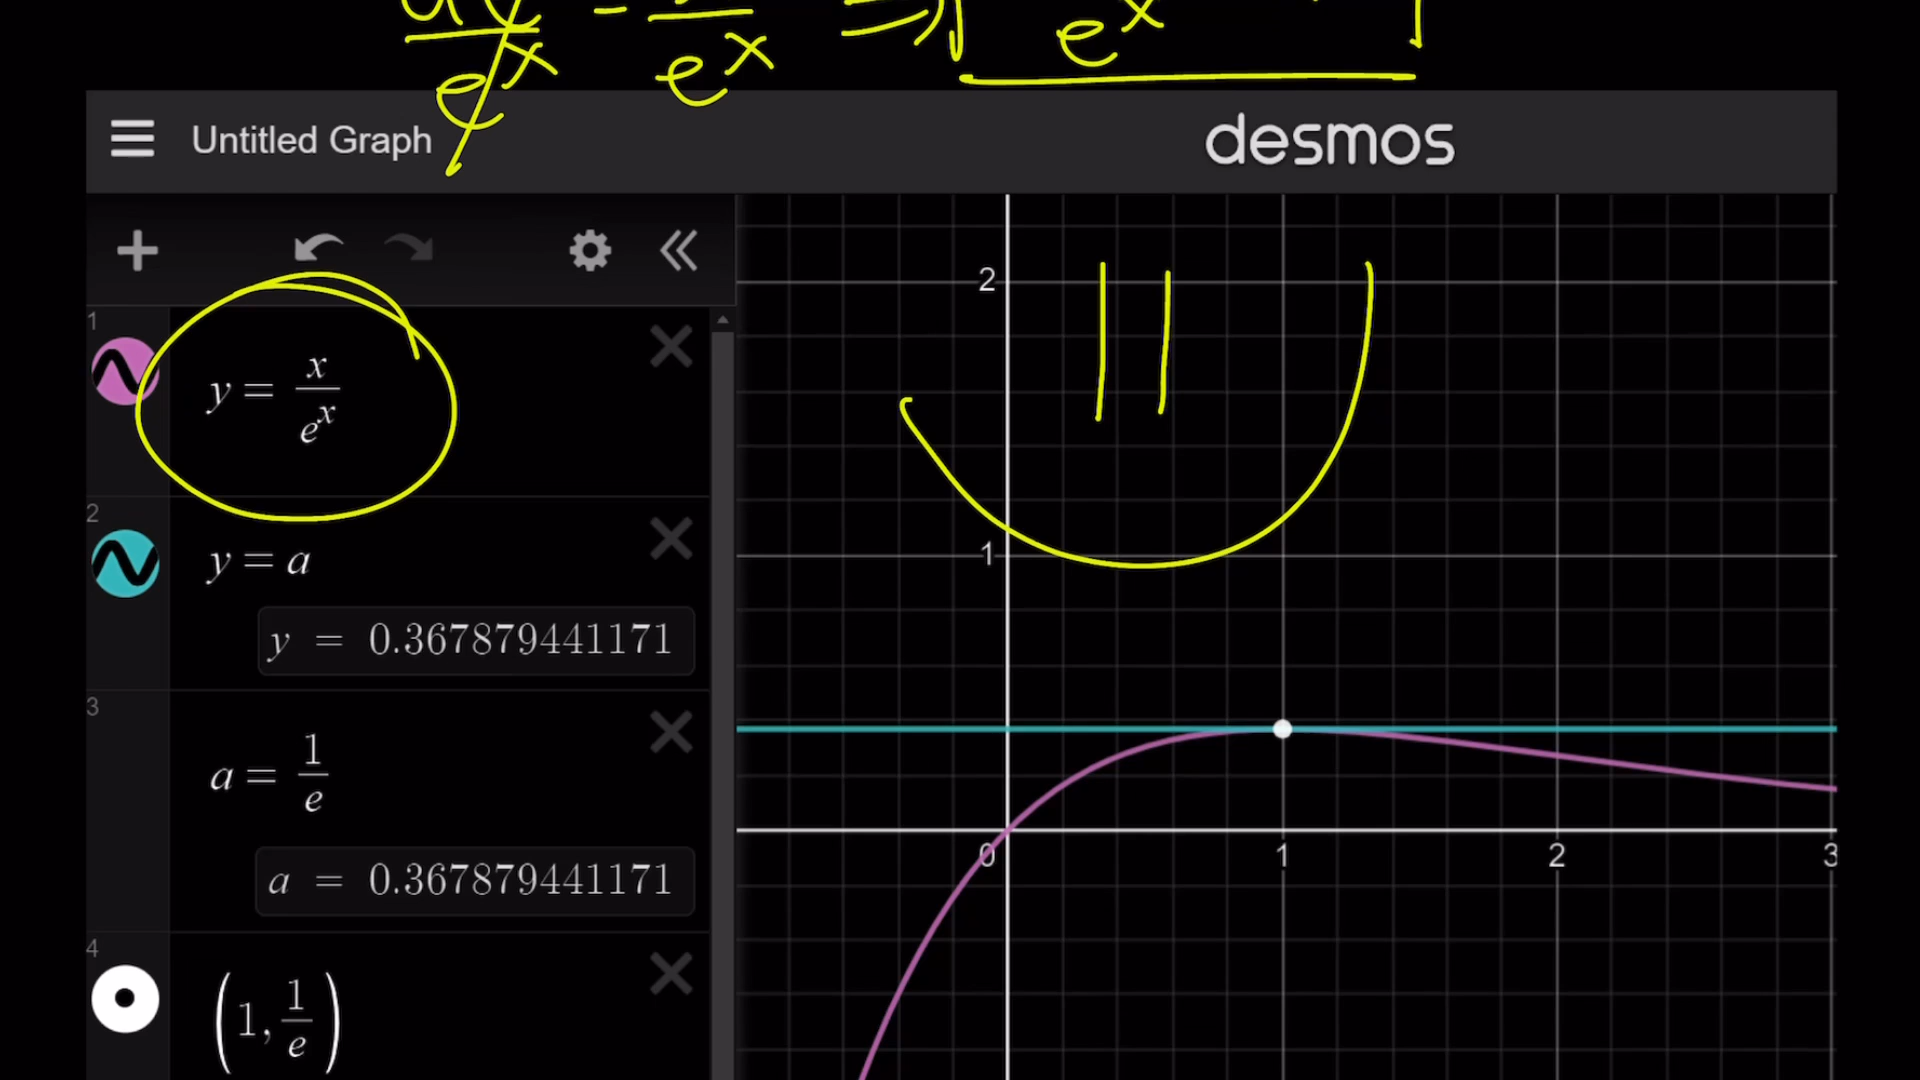 e^x e^x e^x
Untitled Graph desmos
1
y = x/e^x
2
y = a
y = 0.367879441171
3
a = 1/e
a = 0.367879441171
4
(1, 1/e)
2
1
0 1 2 3